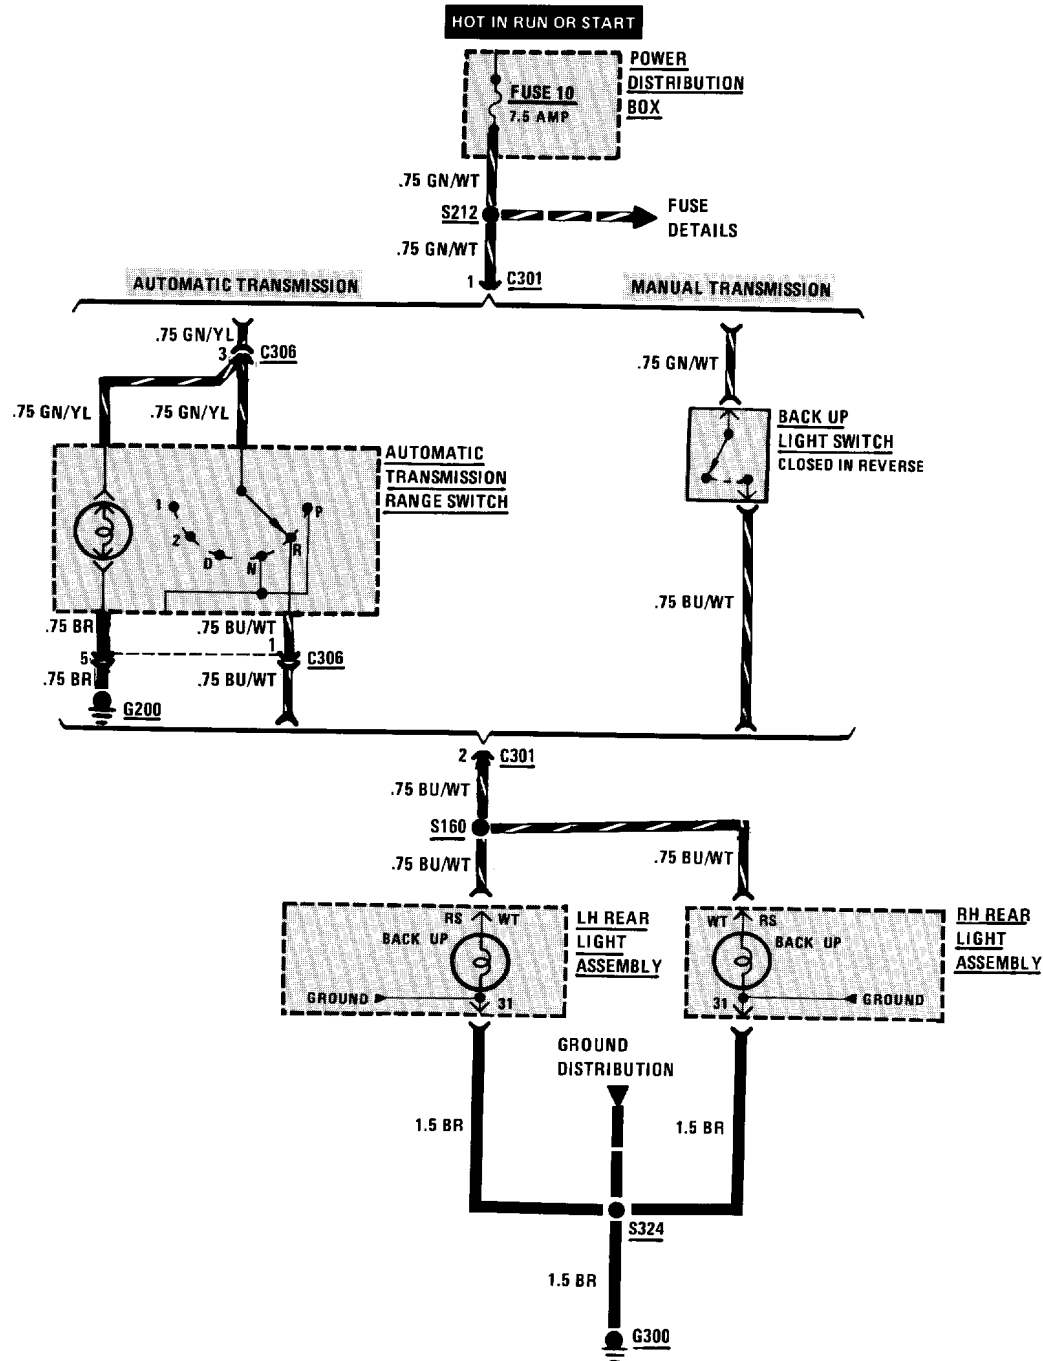 HOT IN RUN OR START
POWER
DISTRIBUTION
BOX
FUSE 10
7.5 AMP
.75 GN/WT
S212
FUSE
DETAILS
.75 GN/WT
1
C301
AUTOMATIC TRANSMISSION
MANUAL TRANSMISSION
.75 GN/YL
3
C306
.75 GN/WT
.75 GN/YL
.75 GN/YL
BACK UP
LIGHT SWITCH
CLOSED IN REVERSE
AUTOMATIC
TRANSMISSION
RANGE SWITCH
1
P
2
R
D
N
.75 BR
.75 BU/WT
.75 BU/WT
1
5
C306
.75 BR
.75 BU/WT
G200
2
C301
.75 BU/WT
S160
.75 BU/WT
.75 BU/WT
RS
WT
LH REAR
LIGHT
ASSEMBLY
BACK UP
GROUND
31
WT
RS
RH REAR
LIGHT
ASSEMBLY
BACK UP
31
GROUND
GROUND
DISTRIBUTION
1.5 BR
1.5 BR
S324
1.5 BR
G300